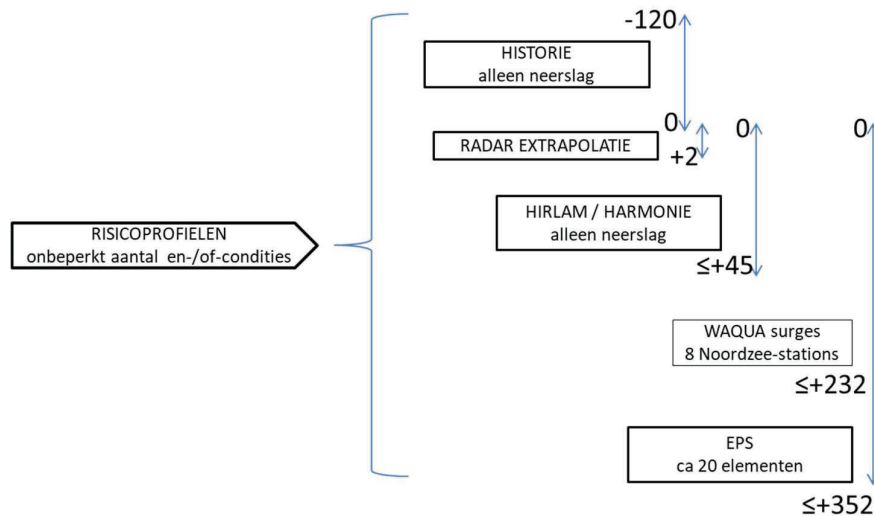 -120
HISTORIE
alleen neerslag
0
0
0
RADAR EXTRAPOLATIE
+2
HIRLAM / HARMONIE
alleen neerslag
RISICOPROFIELEN
onbeperkt aantal en-/of-condities
≤+45
WAQUA surges
8 Noordzee-stations
≤+232
EPS
ca 20 elementen
≤+352